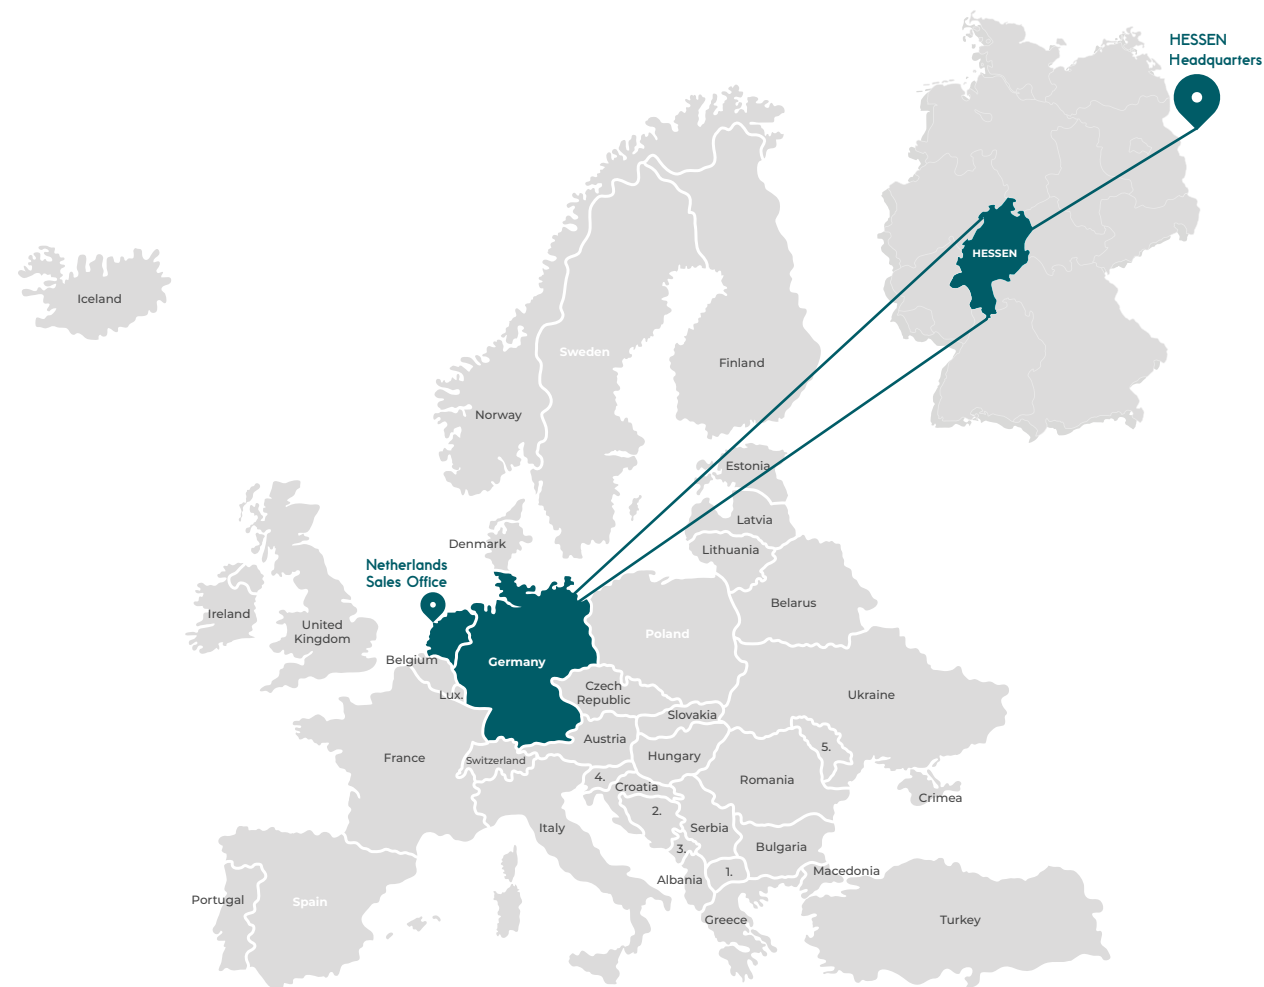 HESSEN
Headquarters
HESSEN
Iceland
Sweden
Finland
Norway
Estonia
Latvia
Denmark
Lithuania
Netherlands
Sales Office
Belarus
Ireland
United
Kingdom
Poland
Belgium
Germany
Czech
Republic
Lux.
Ukraine
Slovakia
Austria
5.
France
Switzerland
Hungary
4.
Romania
Croatia
Crimea
2.
Italy
Serbia
3.
Bulgaria
1.
Macedonia
Albania
Portugal
Spain
Greece
Turkey